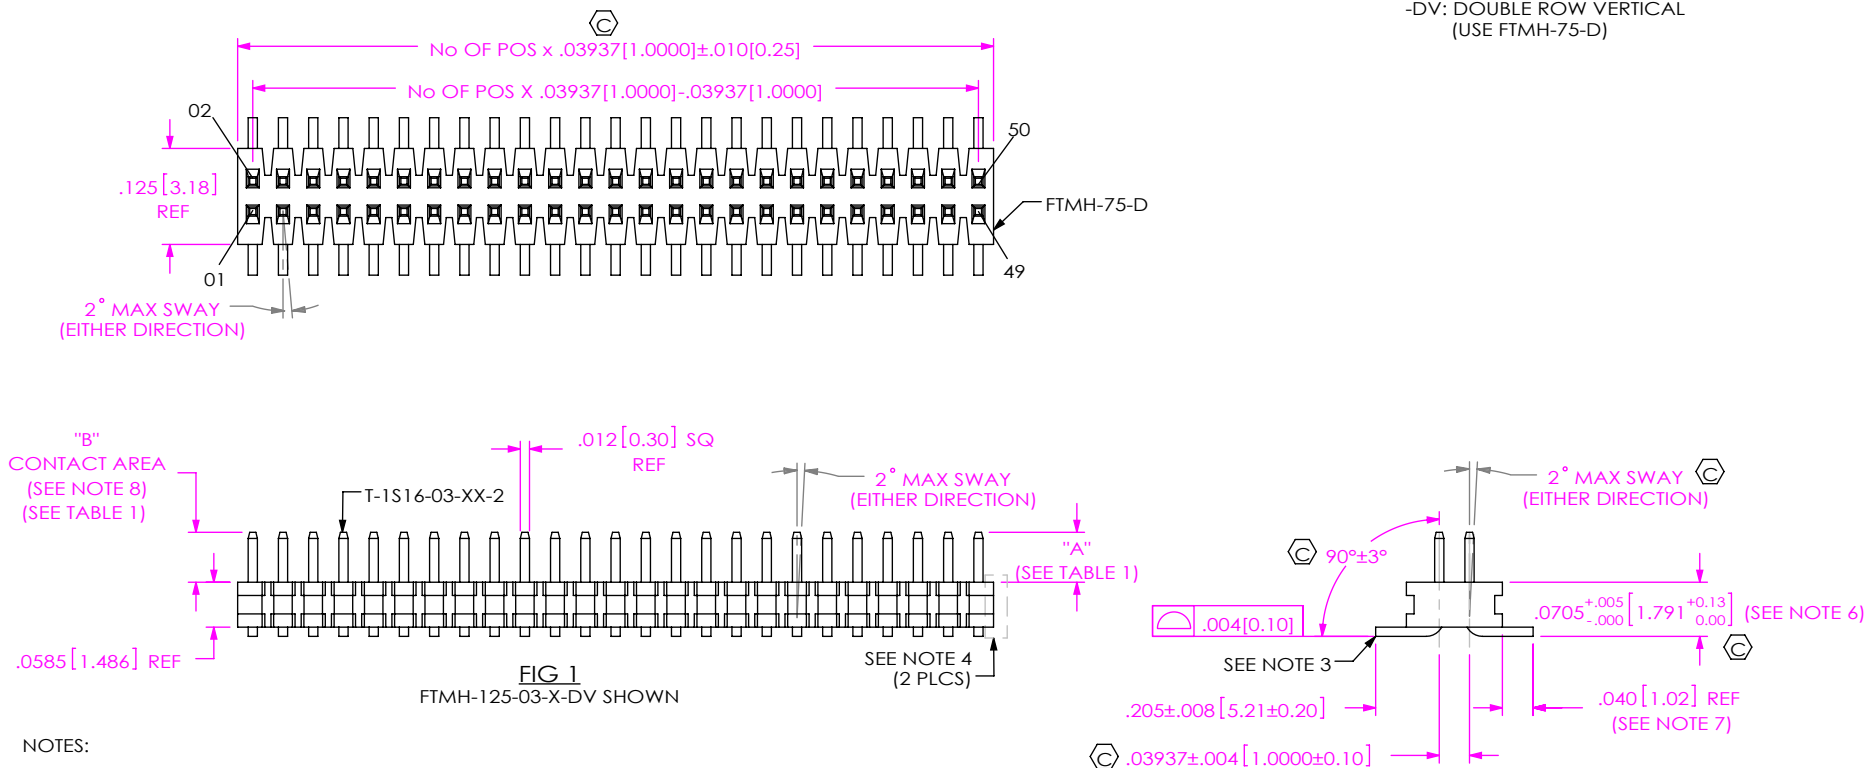 -DV: DOUBLE ROW VERTICAL
(USE FTMH-75-D)
C
No OF POS x .03937[1.0000]±.010[0.25]
No OF POS X .03937[1.0000]-.03937[1.0000]
02
50
.125[3.18]
REF
FTMH-75-D
01
49
2° MAX SWAY
(EITHER DIRECTION)
"B"
CONTACT AREA
(SEE NOTE 8)
(SEE TABLE 1)
T-1S16-03-XX-2
.012[0.30] SQ
REF
2° MAX SWAY
(EITHER DIRECTION)
"A"
(SEE TABLE 1)
.0585[1.486] REF
FIG 1
FTMH-125-03-X-DV SHOWN
SEE NOTE 4
(2 PLCS)
2° MAX SWAY C
(EITHER DIRECTION)
C 90°±3°
.004[0.10]
.0705 +.005 -.000 [1.791 +0.13 0.00] (SEE NOTE 6)
C
SEE NOTE 3
.205±.008[5.21±0.20]
.040[1.02] REF
(SEE NOTE 7)
C .03937±.004[1.0000±0.10]
NOTES: